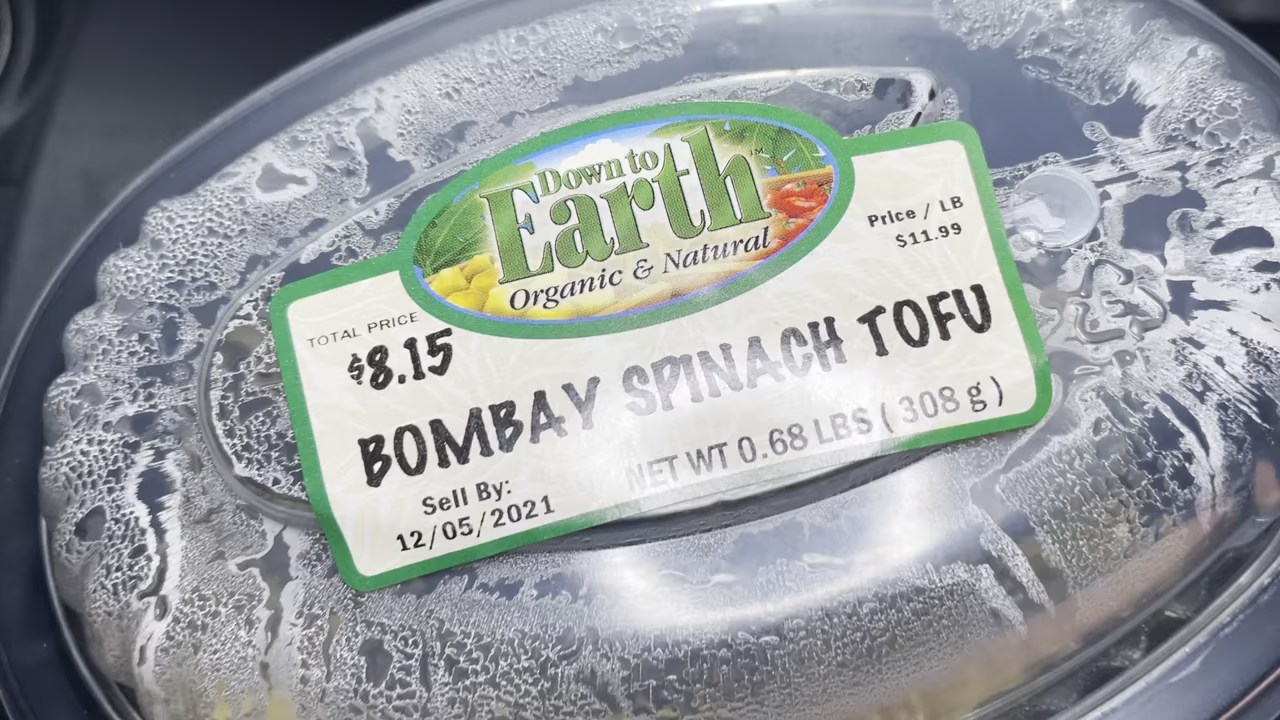 Down to
Earth™
Organic & Natural
Price / LB
$11.99
TOTAL PRICE
$8.15
BOMBAY SPINACH TOFU
NET WT 0.68 LBS ( 308 g )
Sell By:
12/05/2021